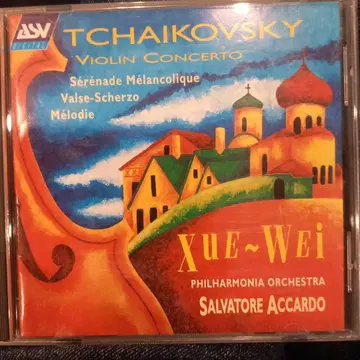 ASV
DIGITAL
TCHAIKOVSKY
VIOLIN CONCERTO
Sérénade Mélancolique
Valse-Scherzo
Mélodie
XUE~WEI
PHILHARMONIA ORCHESTRA
SALVATORE ACCARDO